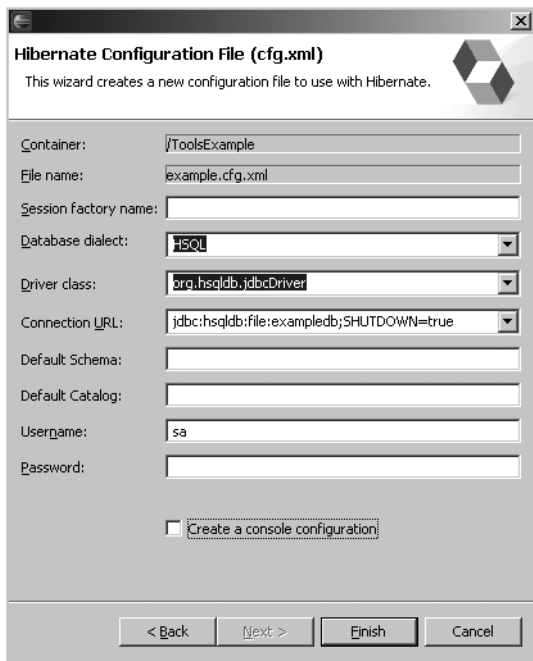 Hibernate Configuration File (cfg.xml)
This wizard creates a new configuration file to use with Hibernate.
Container: /ToolsExample
File name: example.cfg.xml
Session factory name:
Database dialect: HSQL
Driver class: org.hsqldb.jdbcDriver
Connection URL: jdbc:hsqldb:file:exampledb;SHUTDOWN=true
Default Schema:
Default Catalog:
Username: sa
Password:
Create a console configuration
< Back Next > Finish Cancel